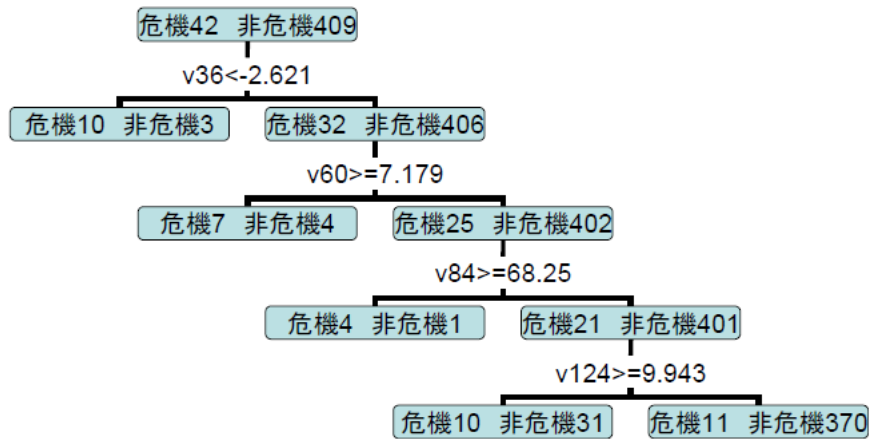 危機42 非危機409
v36<-2.621
危機10 非危機3
危機32 非危機406
v60>=7.179
危機7 非危機4
危機25 非危機402
v84>=68.25
危機4 非危機1
危機21 非危機401
v124>=9.943
危機10 非危機31
危機11 非危機370